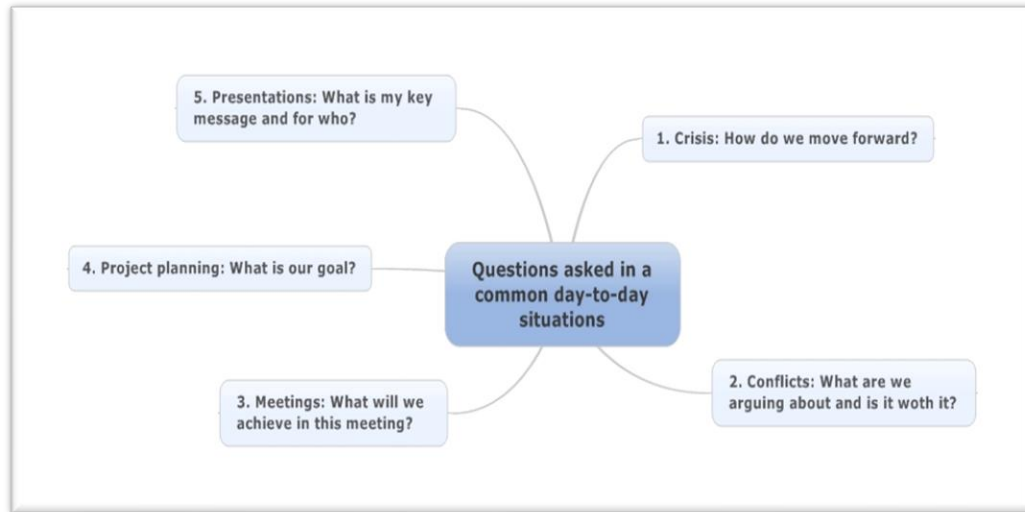 Questions asked in a
common day-to-day
situations
1. Crisis: How do we move forward?
2. Conflicts: What are we
arguing about and is it woth it?
3. Meetings: What will we
achieve in this meeting?
4. Project planning: What is our goal?
5. Presentations: What is my key
message and for who?